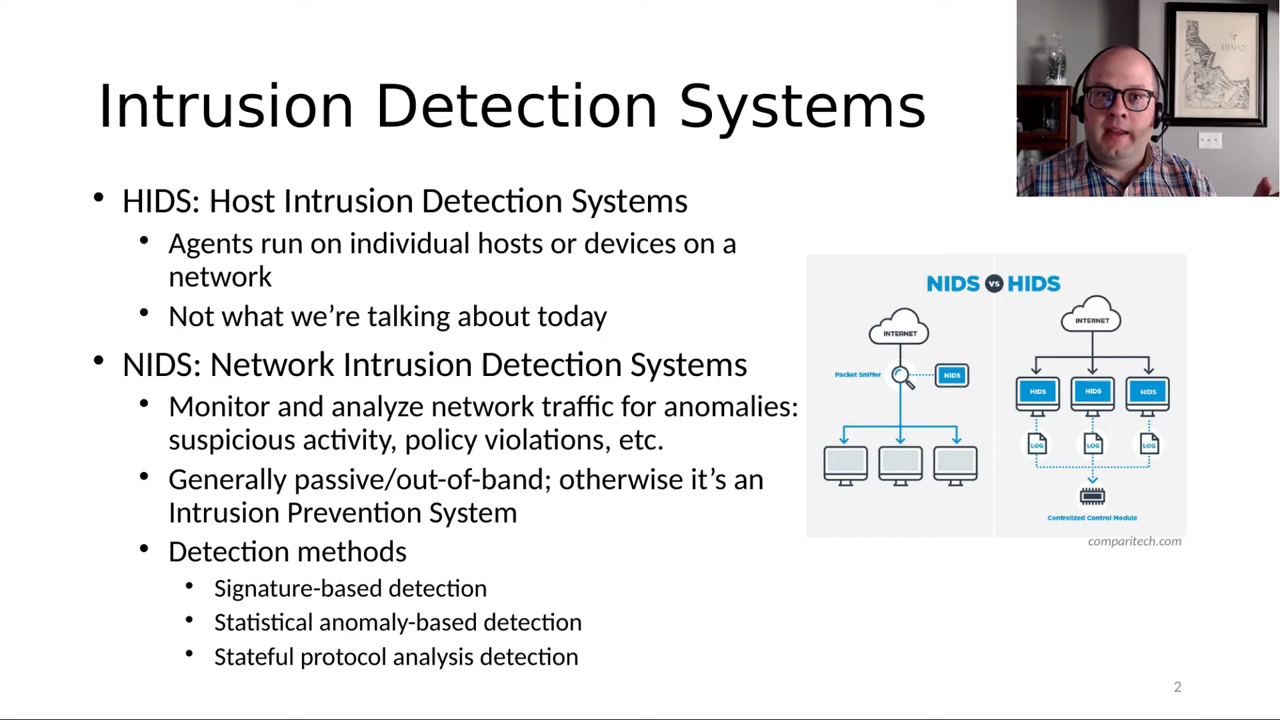 Intrusion Detection Systems
• HIDS: Host Intrusion Detection Systems
• Agents run on individual hosts or devices on a
network
• Not what we’re talking about today
• NIDS: Network Intrusion Detection Systems
• Monitor and analyze network traffic for anomalies:
suspicious activity, policy violations, etc.
• Generally passive/out-of-band; otherwise it’s an
Intrusion Prevention System
• Detection methods
• Signature-based detection
• Statistical anomaly-based detection
• Stateful protocol analysis detection
IDAHO
NIDS vs HIDS
INTERNET
Packet Sniffer
NIDS
INTERNET
HIDS HIDS HIDS
LOG LOG LOG
Centralized Control Module
comparitech.com
2